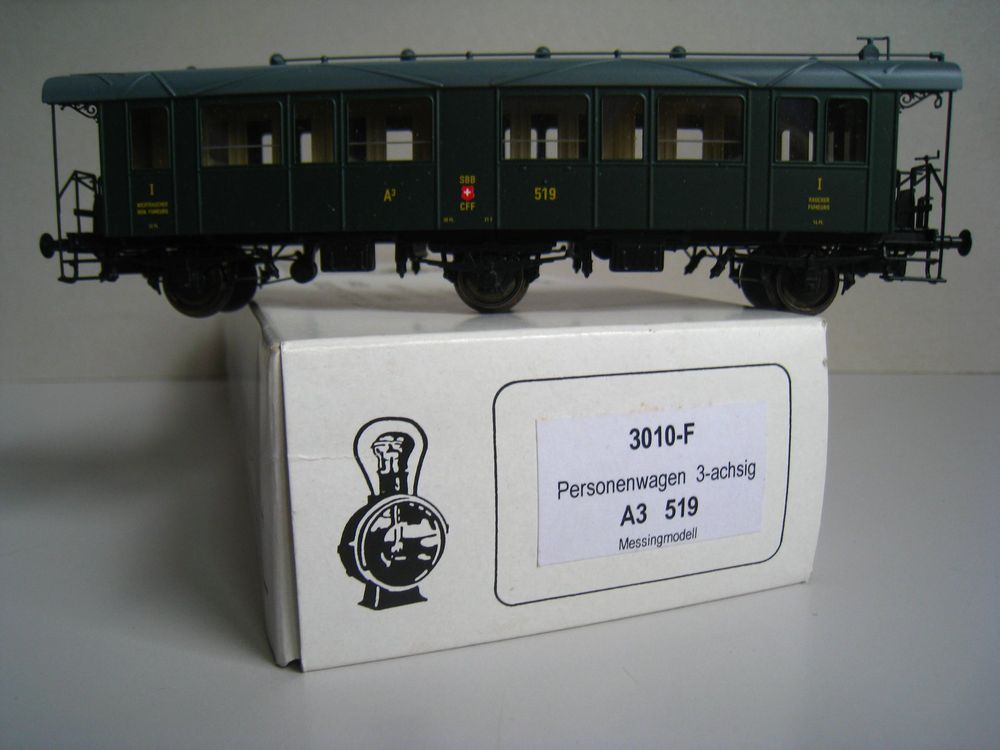 I
NICHTRAUCHER
NON FUMEURS
A³
SBB
CFF
519
I
RAUCHER
FUMEURS
3010-F
Personenwagen 3-achsig
A3 519
Messingmodell